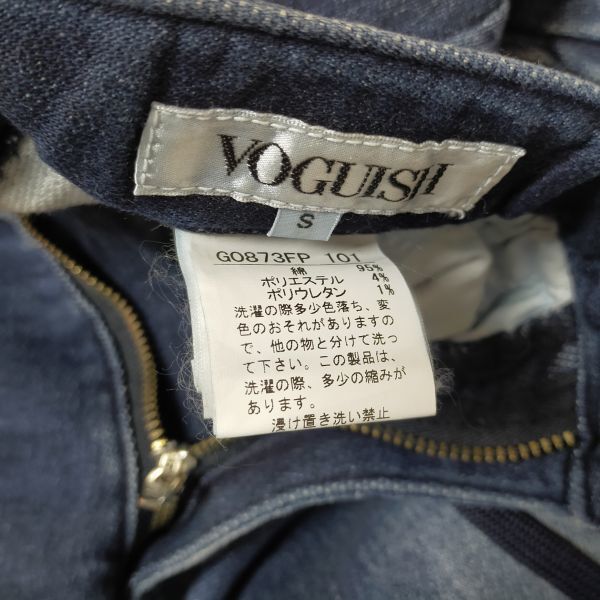 VOGUISH
S
G0873FP 101
綿 95%
ポリエステル 4%
ポリウレタン 1%
洗濯の際多少色落ち、変
色のおそれがありますの
で、他の物と分けて洗っ
て下さい。この製品は、
洗濯の際、多少の縮みが
あります。
浸け置き洗い禁止